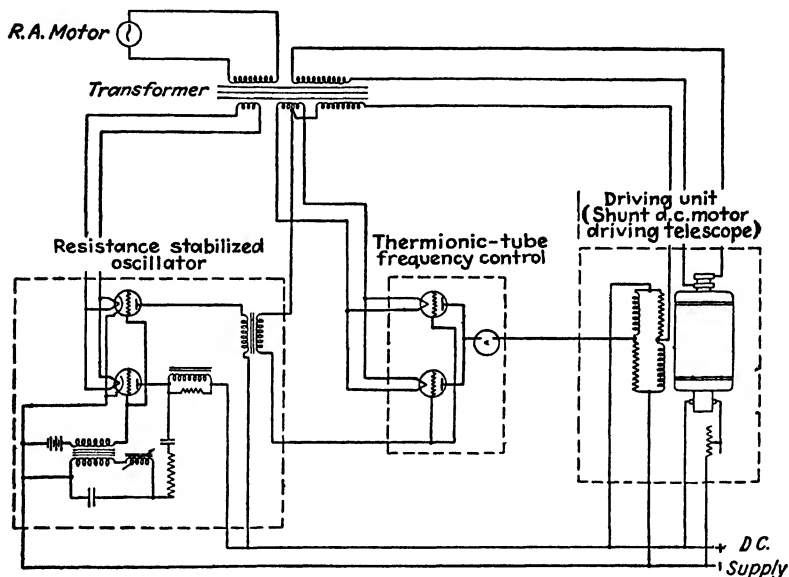 R.A. Motor
Transformer
Driving unit
(Shunt d.c. motor
driving telescope)
Resistance stabilized
oscillator
Thermionic-tube
frequency control
+ D.C.
- Supply